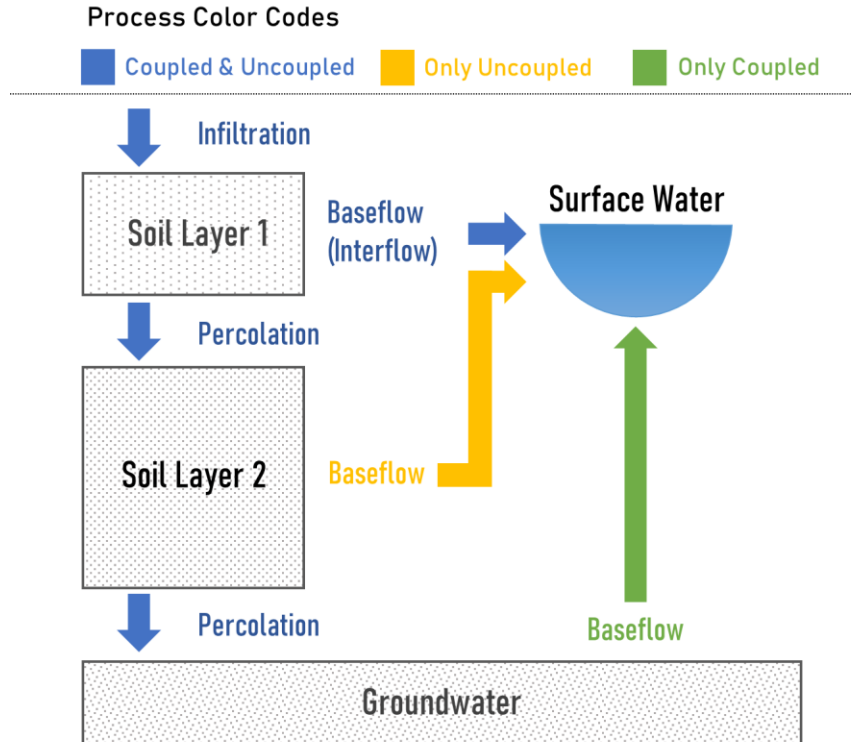 Process Color Codes
Coupled & Uncoupled Only Uncoupled Only Coupled
Infiltration
Soil Layer 1
Baseflow
(Interflow)
Surface Water
Percolation
Soil Layer 2
Baseflow
Percolation
Baseflow
Groundwater